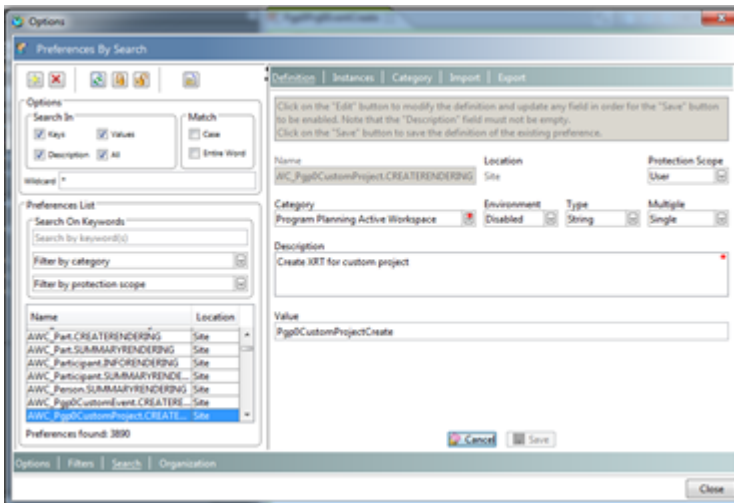 Options
Preferences By Search
Options
Search In
Keys
Values
Description
All
Match
Case
Entire Word
Wildcard *
Preferences List
Search On Keywords
Search by keyword(s)
Filter by category
Filter by protection scope
Name Location
AWC_Part.CREATERENDERING Site
AWC_Part.SUMMARYRENDERING Site
AWC_Participant.INFORENDERING Site
AWC_Participant.SUMMARYRENDE... Site
AWC_Person.SUMMARYRENDERING Site
AWC_Pgp0CustomEvent.CREATERE... Site
AWC_Pgp0CustomProject.CREATE... Site
Preferences found: 3890
Definition | Instances | Category | Import | Export
Click on the "Edit" button to modify the definition and update any field in order for the "Save" button
to be enabled. Note that the "Description" field must not be empty.
Click on the "Save" button to save the definition of the existing preference.
Name Location Protection Scope
WC_Pgp0CustomProject.CREATERENDERING Site User
Category Environment Type Multiple
Program Planning Active Workspace Disabled String Single
Description
Create XRT for custom project
Value
Pgp0CustomProjectCreate
Cancel Save
Options | Filters | Search | Organization
Close